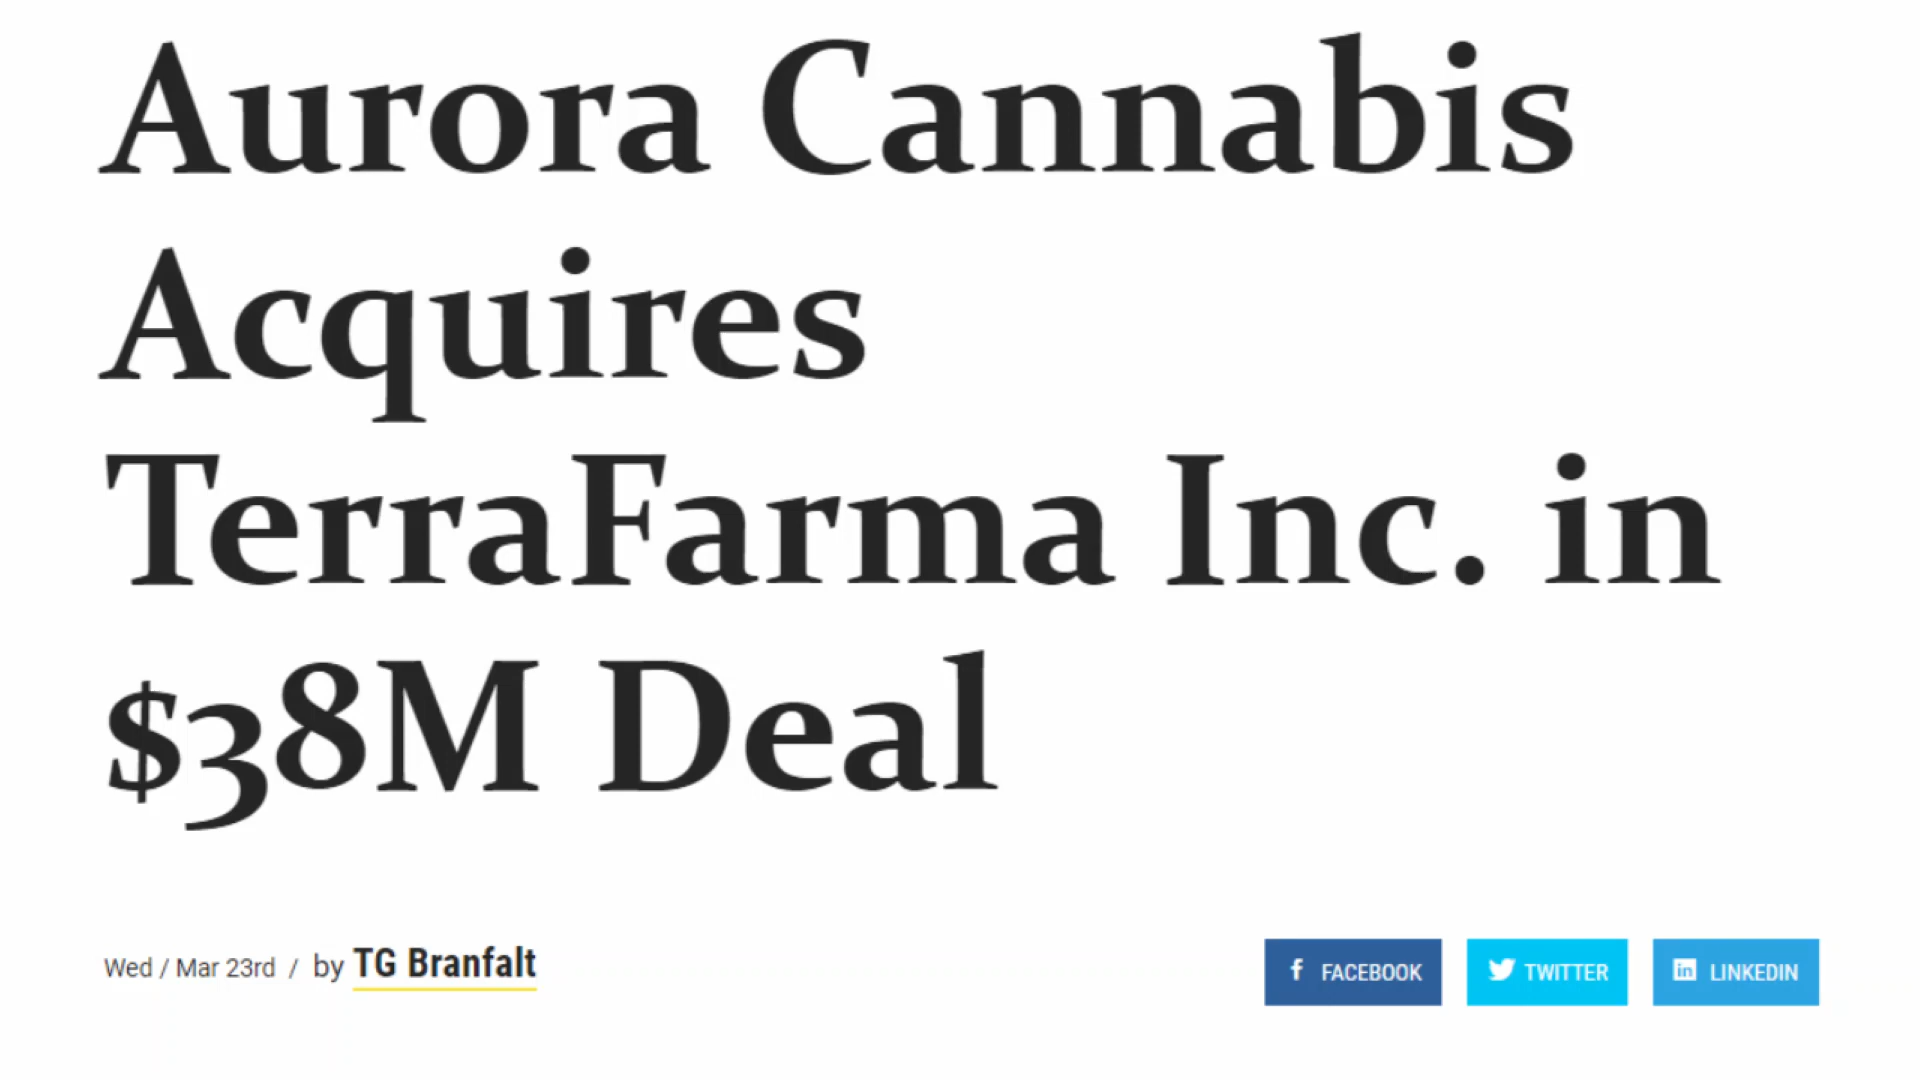 Aurora Cannabis
Acquires
TerraFarma Inc. in
$38M Deal
Wed / Mar 23rd / by TG Branfalt
FACEBOOK TWITTER LINKEDIN